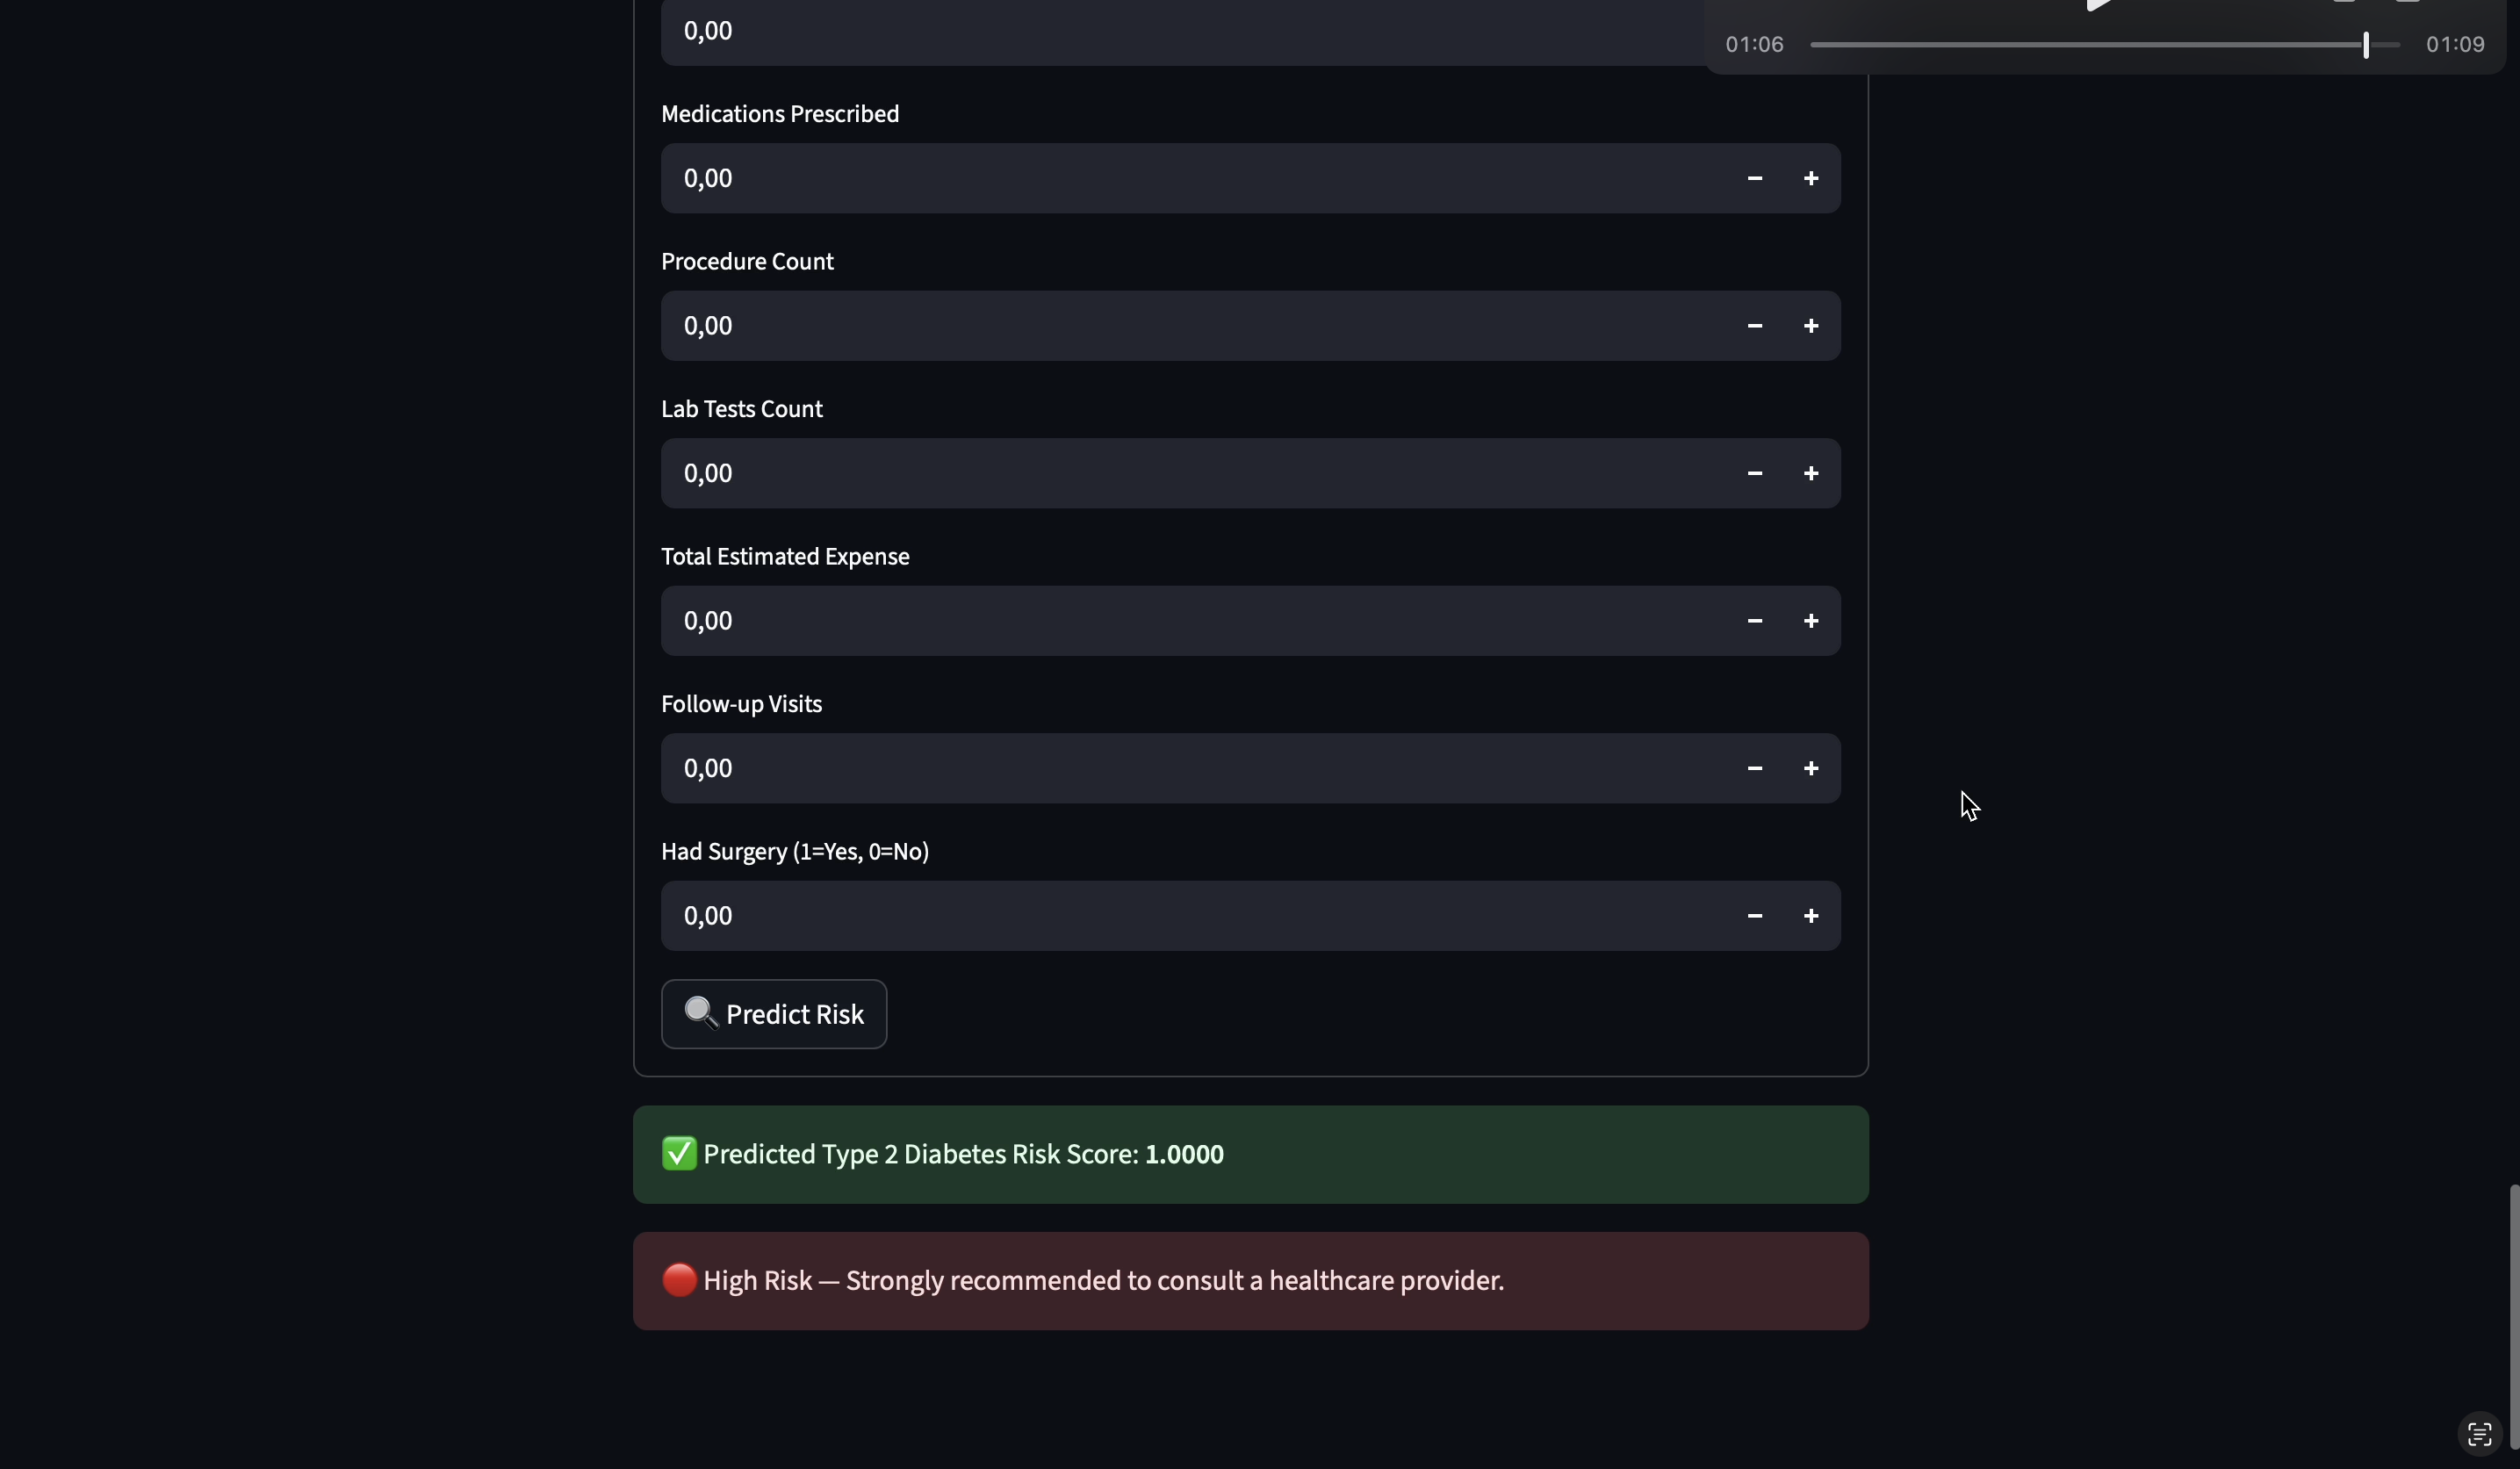 0,00
01:06
01:09
Medications Prescribed
0,00
Procedure Count
0,00
Lab Tests Count
0,00
Total Estimated Expense
0,00
Follow-up Visits
0,00
Had Surgery (1=Yes, 0=No)
0,00
Predict Risk
Predicted Type 2 Diabetes Risk Score: 1.0000
High Risk — Strongly recommended to consult a healthcare provider.